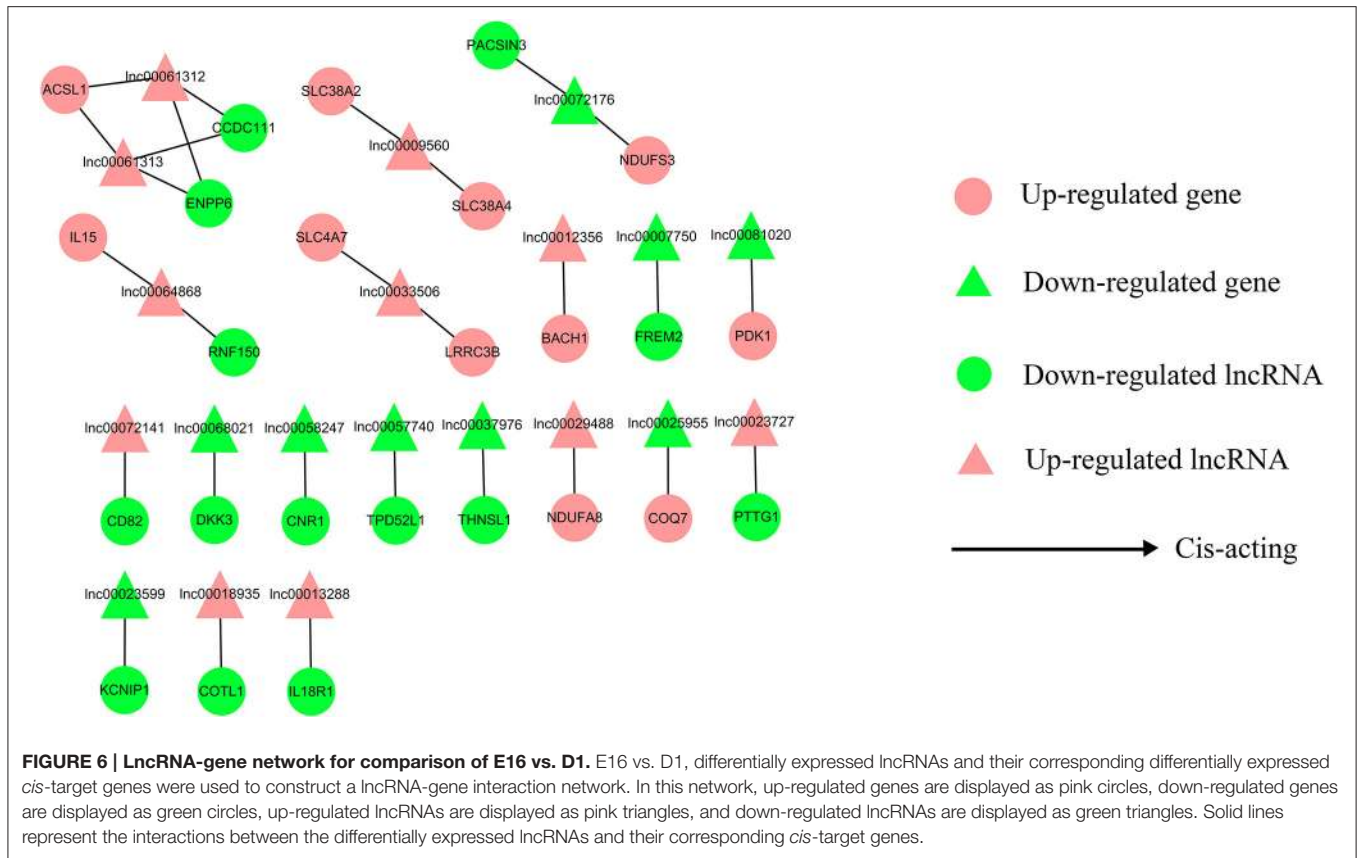 PACSIN3
lnc00061312
ACSL1
SLC38A2
lnc00072176
CCDC111
lnc00009560
lnc00061313
NDUFS3
ENPP6
SLC38A4
Up-regulated gene
IL15
SLC4A7
lnc00012356
lnc00007750
lnc00081020
Down-regulated gene
lnc00064868
lnc00033506
RNF150
LRRC3B
BACH1
FREM2
PDK1
Down-regulated lncRNA
lnc00072141
lnc00068021
lnc00058247
lnc00057740
lnc00037976
lnc00029488
lnc00025955
lnc00023727
Up-regulated lncRNA
CD82
DKK3
CNR1
TPD52L1
THNSL1
NDUFA8
COQ7
PTTG1
Cis-acting
lnc00023599
lnc00018935
lnc00013288
KCNIP1
COTL1
IL18R1
FIGURE 6 | LncRNA-gene network for comparison of E16 vs. D1. E16 vs. D1, differentially expressed lncRNAs and their corresponding differentially expressed
cis-target genes were used to construct a lncRNA-gene interaction network. In this network, up-regulated genes are displayed as pink circles, down-regulated genes
are displayed as green circles, up-regulated lncRNAs are displayed as pink triangles, and down-regulated lncRNAs are displayed as green triangles. Solid lines
represent the interactions between the differentially expressed lncRNAs and their corresponding cis-target genes.